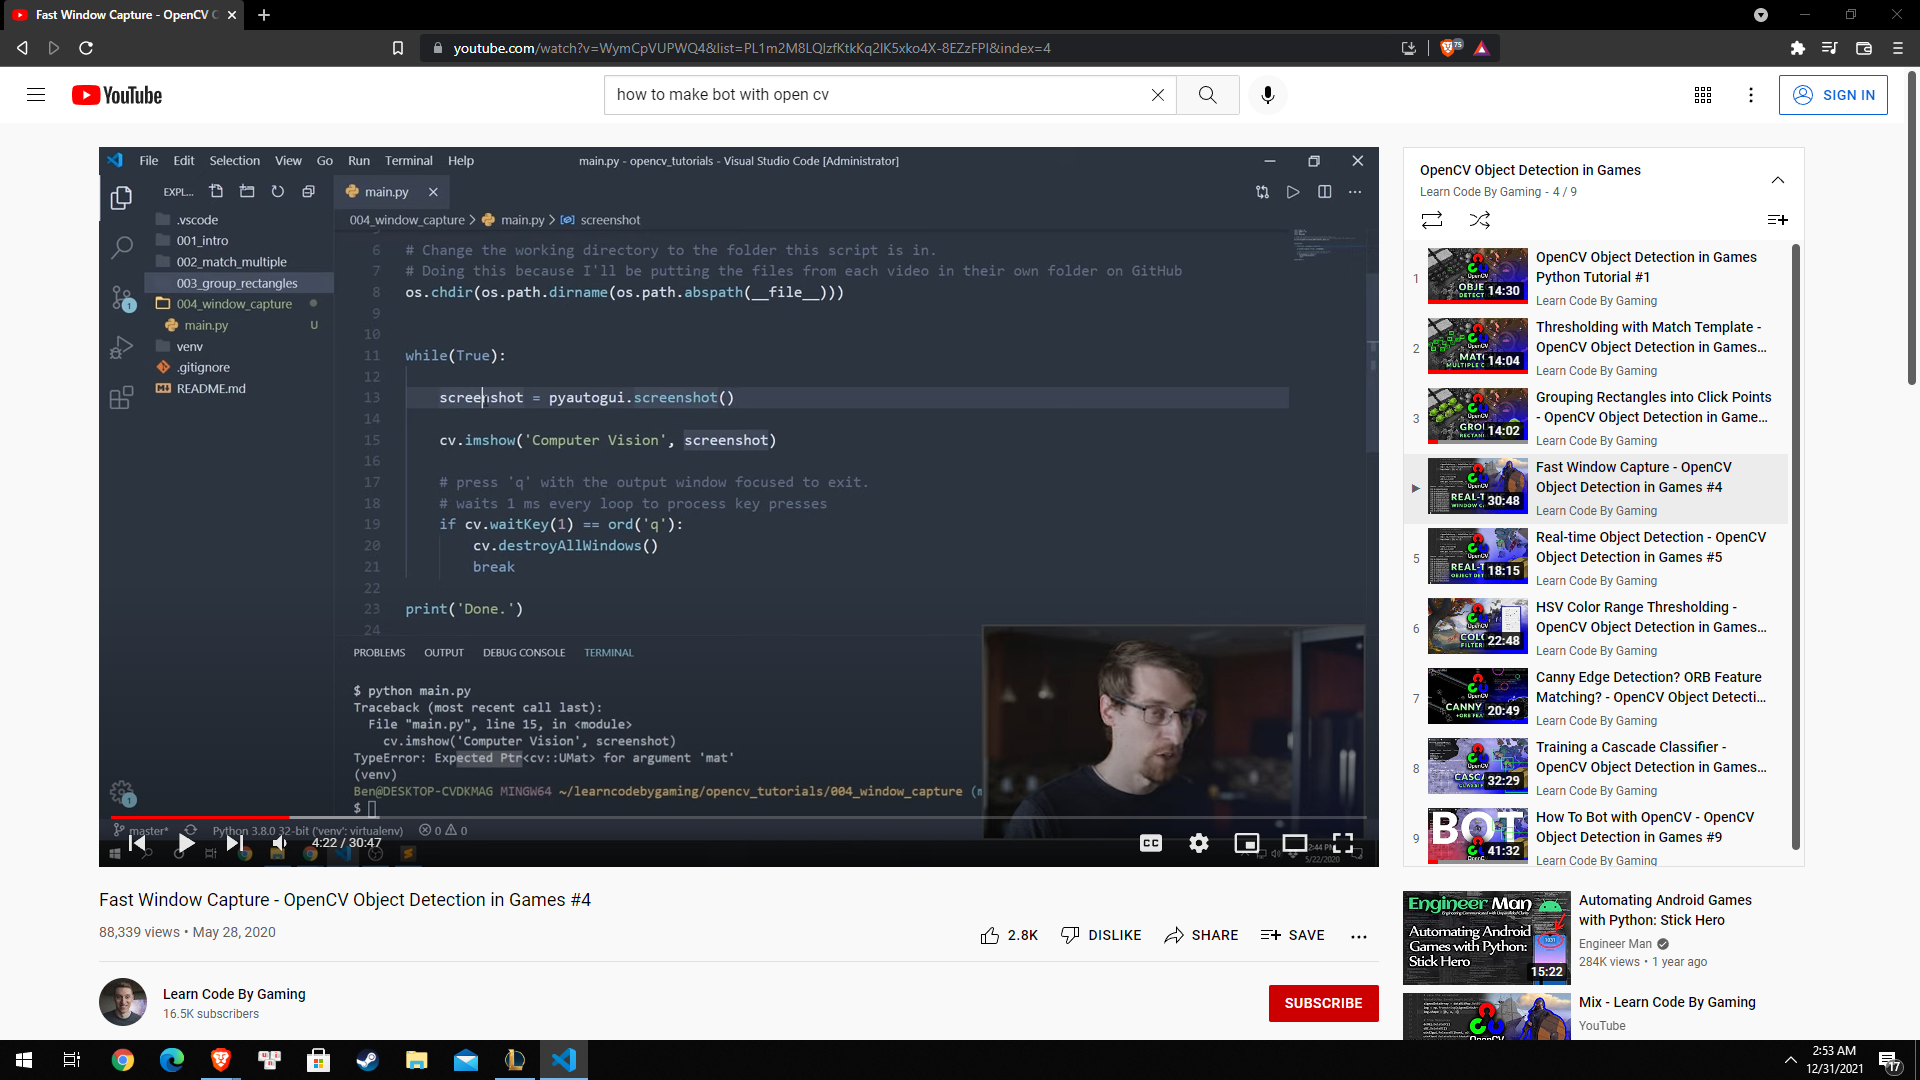 Fast Window Capture - OpenCV O
youtube.com/watch?v=WymCpVUPWQ4&list=PL1m2M8LQlzfKtkKq2lK5xko4X-8EZzFPI&index=4
75
YouTube
how to make bot with open cv
SIGN IN
File Edit Selection View Go Run Terminal Help
main.py - opencv_tutorials - Visual Studio Code [Administrator]
EXPL...
main.py
.vscode
001_intro
002_match_multiple
003_group_rectangles
004_window_capture
main.py U
venv
.gitignore
README.md
1
1
004_window_capture > main.py > screenshot
6 # Change the working directory to the folder this script is in.
7 # Doing this because I'll be putting the files from each video in their own folder on GitHub
8 os.chdir(os.path.dirname(os.path.abspath(__file__)))
9
10
11 while(True):
12
13 screenshot = pyautogui.screenshot()
14
15 cv.imshow('Computer Vision', screenshot)
16
17 # press 'q' with the output window focused to exit.
18 # waits 1 ms every loop to process key presses
19 if cv.waitKey(1) == ord('q'):
20 cv.destroyAllWindows()
21 break
22
23 print('Done.')
24
PROBLEMS OUTPUT DEBUG CONSOLE TERMINAL
$ python main.py
Traceback (most recent call last):
File "main.py", line 15, in <module>
cv.imshow('Computer Vision', screenshot)
TypeError: Expected Ptr<cv::UMat> for argument 'mat'
(venv)
Ben@DESKTOP-CVDKMAG MINGW64 ~/learncodebygaming/opencv_tutorials/004_window_capture (m
$
master* Python 3.8.0 32-bit ('venv': virtualenv) 0 0
4:22 / 30:47
CC
5/22/2020
Fast Window Capture - OpenCV Object Detection in Games #4
88,339 views • May 28, 2020
2.8K DISLIKE SHARE SAVE
Learn Code By Gaming
16.5K subscribers
SUBSCRIBE
OpenCV Object Detection in Games
Learn Code By Gaming - 4 / 9
1
14:30
OpenCV Object Detection in Games
Python Tutorial #1
Learn Code By Gaming
2
14:04
Thresholding with Match Template -
OpenCV Object Detection in Games...
Learn Code By Gaming
3
14:02
Grouping Rectangles into Click Points
- OpenCV Object Detection in Game...
Learn Code By Gaming
30:48
Fast Window Capture - OpenCV
Object Detection in Games #4
Learn Code By Gaming
5
18:15
Real-time Object Detection - OpenCV
Object Detection in Games #5
Learn Code By Gaming
6
22:48
HSV Color Range Thresholding -
OpenCV Object Detection in Games...
Learn Code By Gaming
7
20:49
Canny Edge Detection? ORB Feature
Matching? - OpenCV Object Detecti...
Learn Code By Gaming
8
32:29
Training a Cascade Classifier -
OpenCV Object Detection in Games...
Learn Code By Gaming
9
BOT
41:32
How To Bot with OpenCV - OpenCV
Object Detection in Games #9
Learn Code By Gaming
Engineer Man
Automating Android
Games with Python:
Stick Hero
15:22
Automating Android Games
with Python: Stick Hero
Engineer Man
284K views • 1 year ago
Mix - Learn Code By Gaming
YouTube
2:53 AM
12/31/2021
17